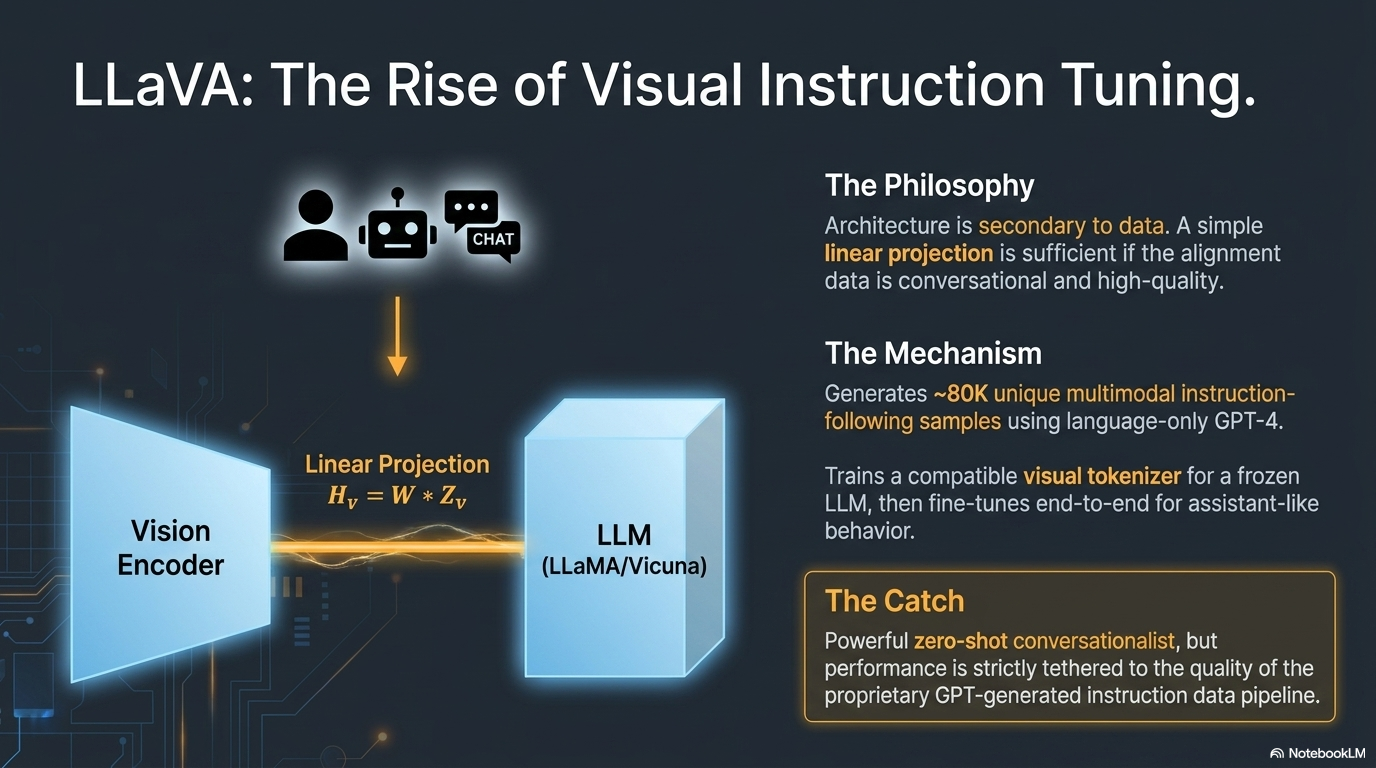 LLaVA: The Rise of Visual Instruction Tuning.
CHAT
Linear Projection
Hᵥ = W * Zᵥ
Vision
Encoder
LLM
(LLaMA/Vicuna)
The Philosophy
Architecture is secondary to data. A simple
linear projection is sufficient if the alignment
data is conversational and high-quality.
The Mechanism
Generates ~80K unique multimodal instruction-
following samples using language-only GPT-4.
Trains a compatible visual tokenizer for a frozen
LLM, then fine-tunes end-to-end for assistant-like
behavior.
The Catch
Powerful zero-shot conversationalist, but
performance is strictly tethered to the quality of the
proprietary GPT-generated instruction data pipeline.
NotebookLM